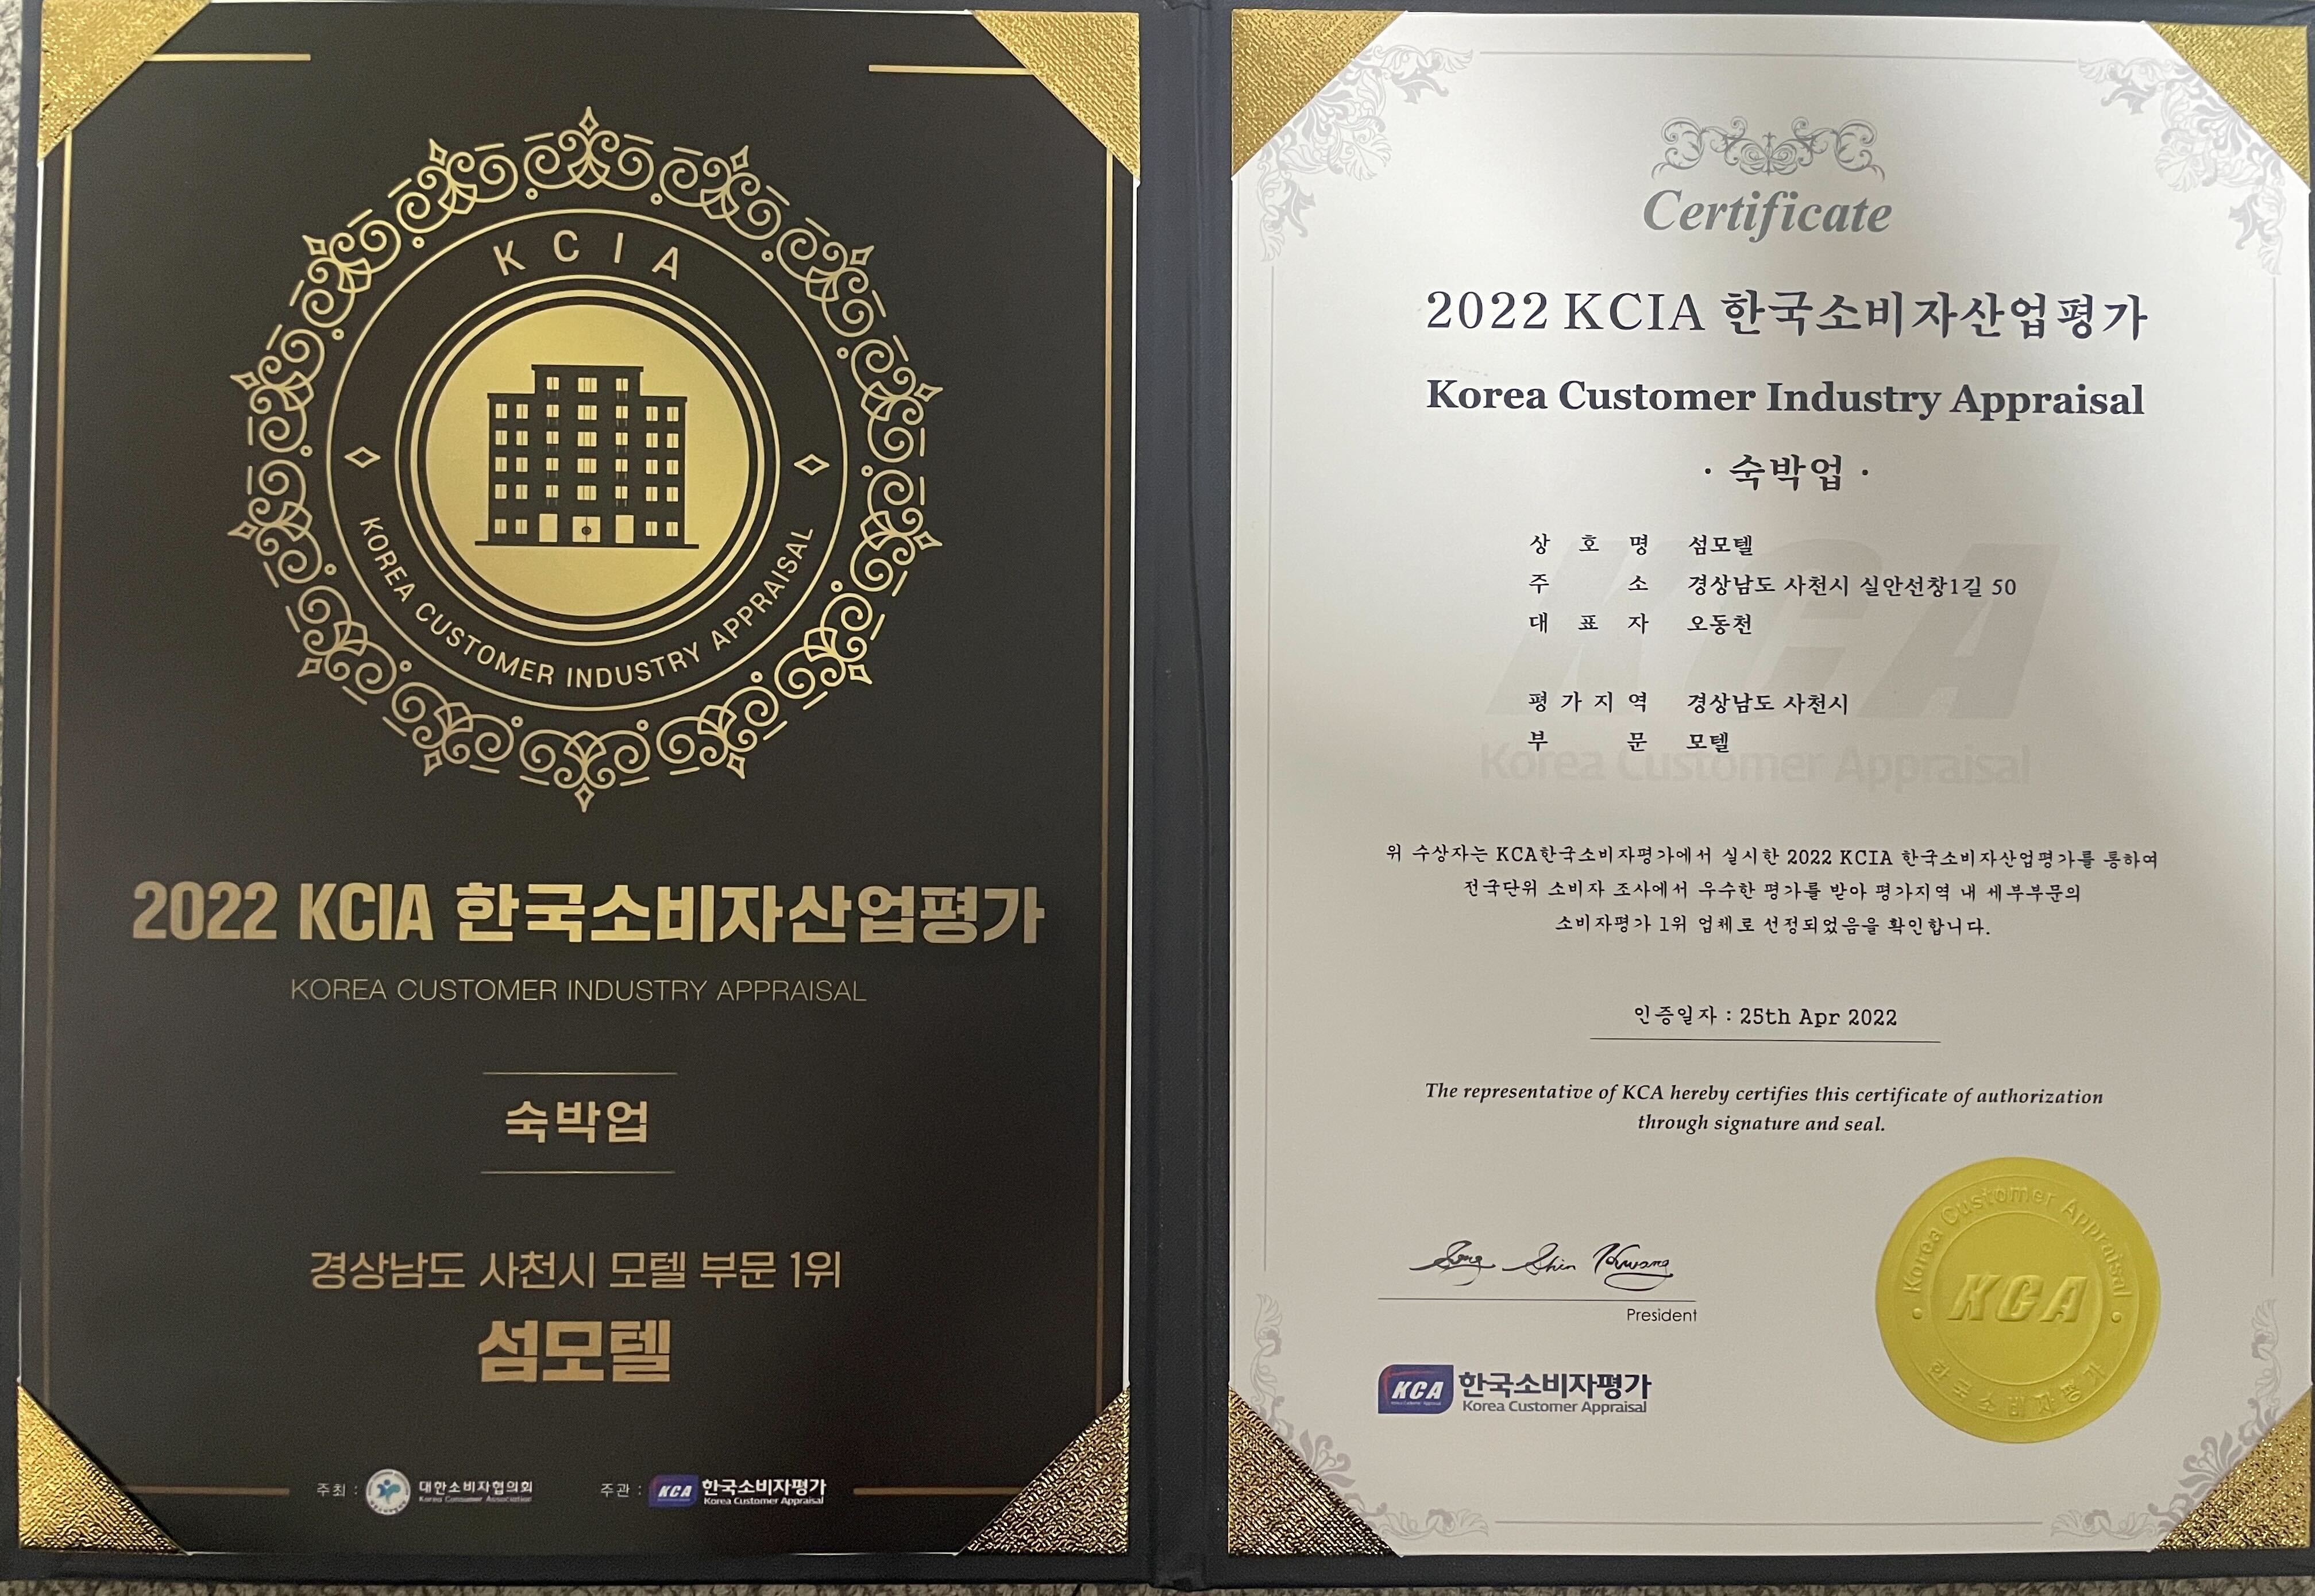 KCIA
KOREA CUSTOMER INDUSTRY APPRAISAL
2022 KCIA 한국소비자산업평가
KOREA CUSTOMER INDUSTRY APPRAISAL
숙박업
경상남도 사천시 모텔 부문 1위
섬모텔
주최 : 대한소비자협의회
Korea Consumer Association
주관 : KCA 한국소비자평가
Korea Customer Appraisal
Certificate
2022 KCIA 한국소비자산업평가
Korea Customer Industry Appraisal
· 숙박업 ·
상호명 섬모텔
주소 경상남도 사천시 실안선창1길 50
대표자 오동천
평가지역 경상남도 사천시
부문 모텔
KCA
Korea Customer Appraisal
위 수상자는 KCA한국소비자평가에서 실시한 2022 KCIA 한국소비자산업평가를 통하여
전국단위 소비자 조사에서 우수한 평가를 받아 평가지역 내 세부부문의
소비자평가 1위 업체로 선정되었음을 확인합니다.
인증일자 : 25th Apr 2022
The representative of KCA hereby certifies this certificate of authorization
through signature and seal.
Shin
President
KCA 한국소비자평가
Korea Customer Appraisal
Korea Customer Appraisal
KCA
한국소비자평가